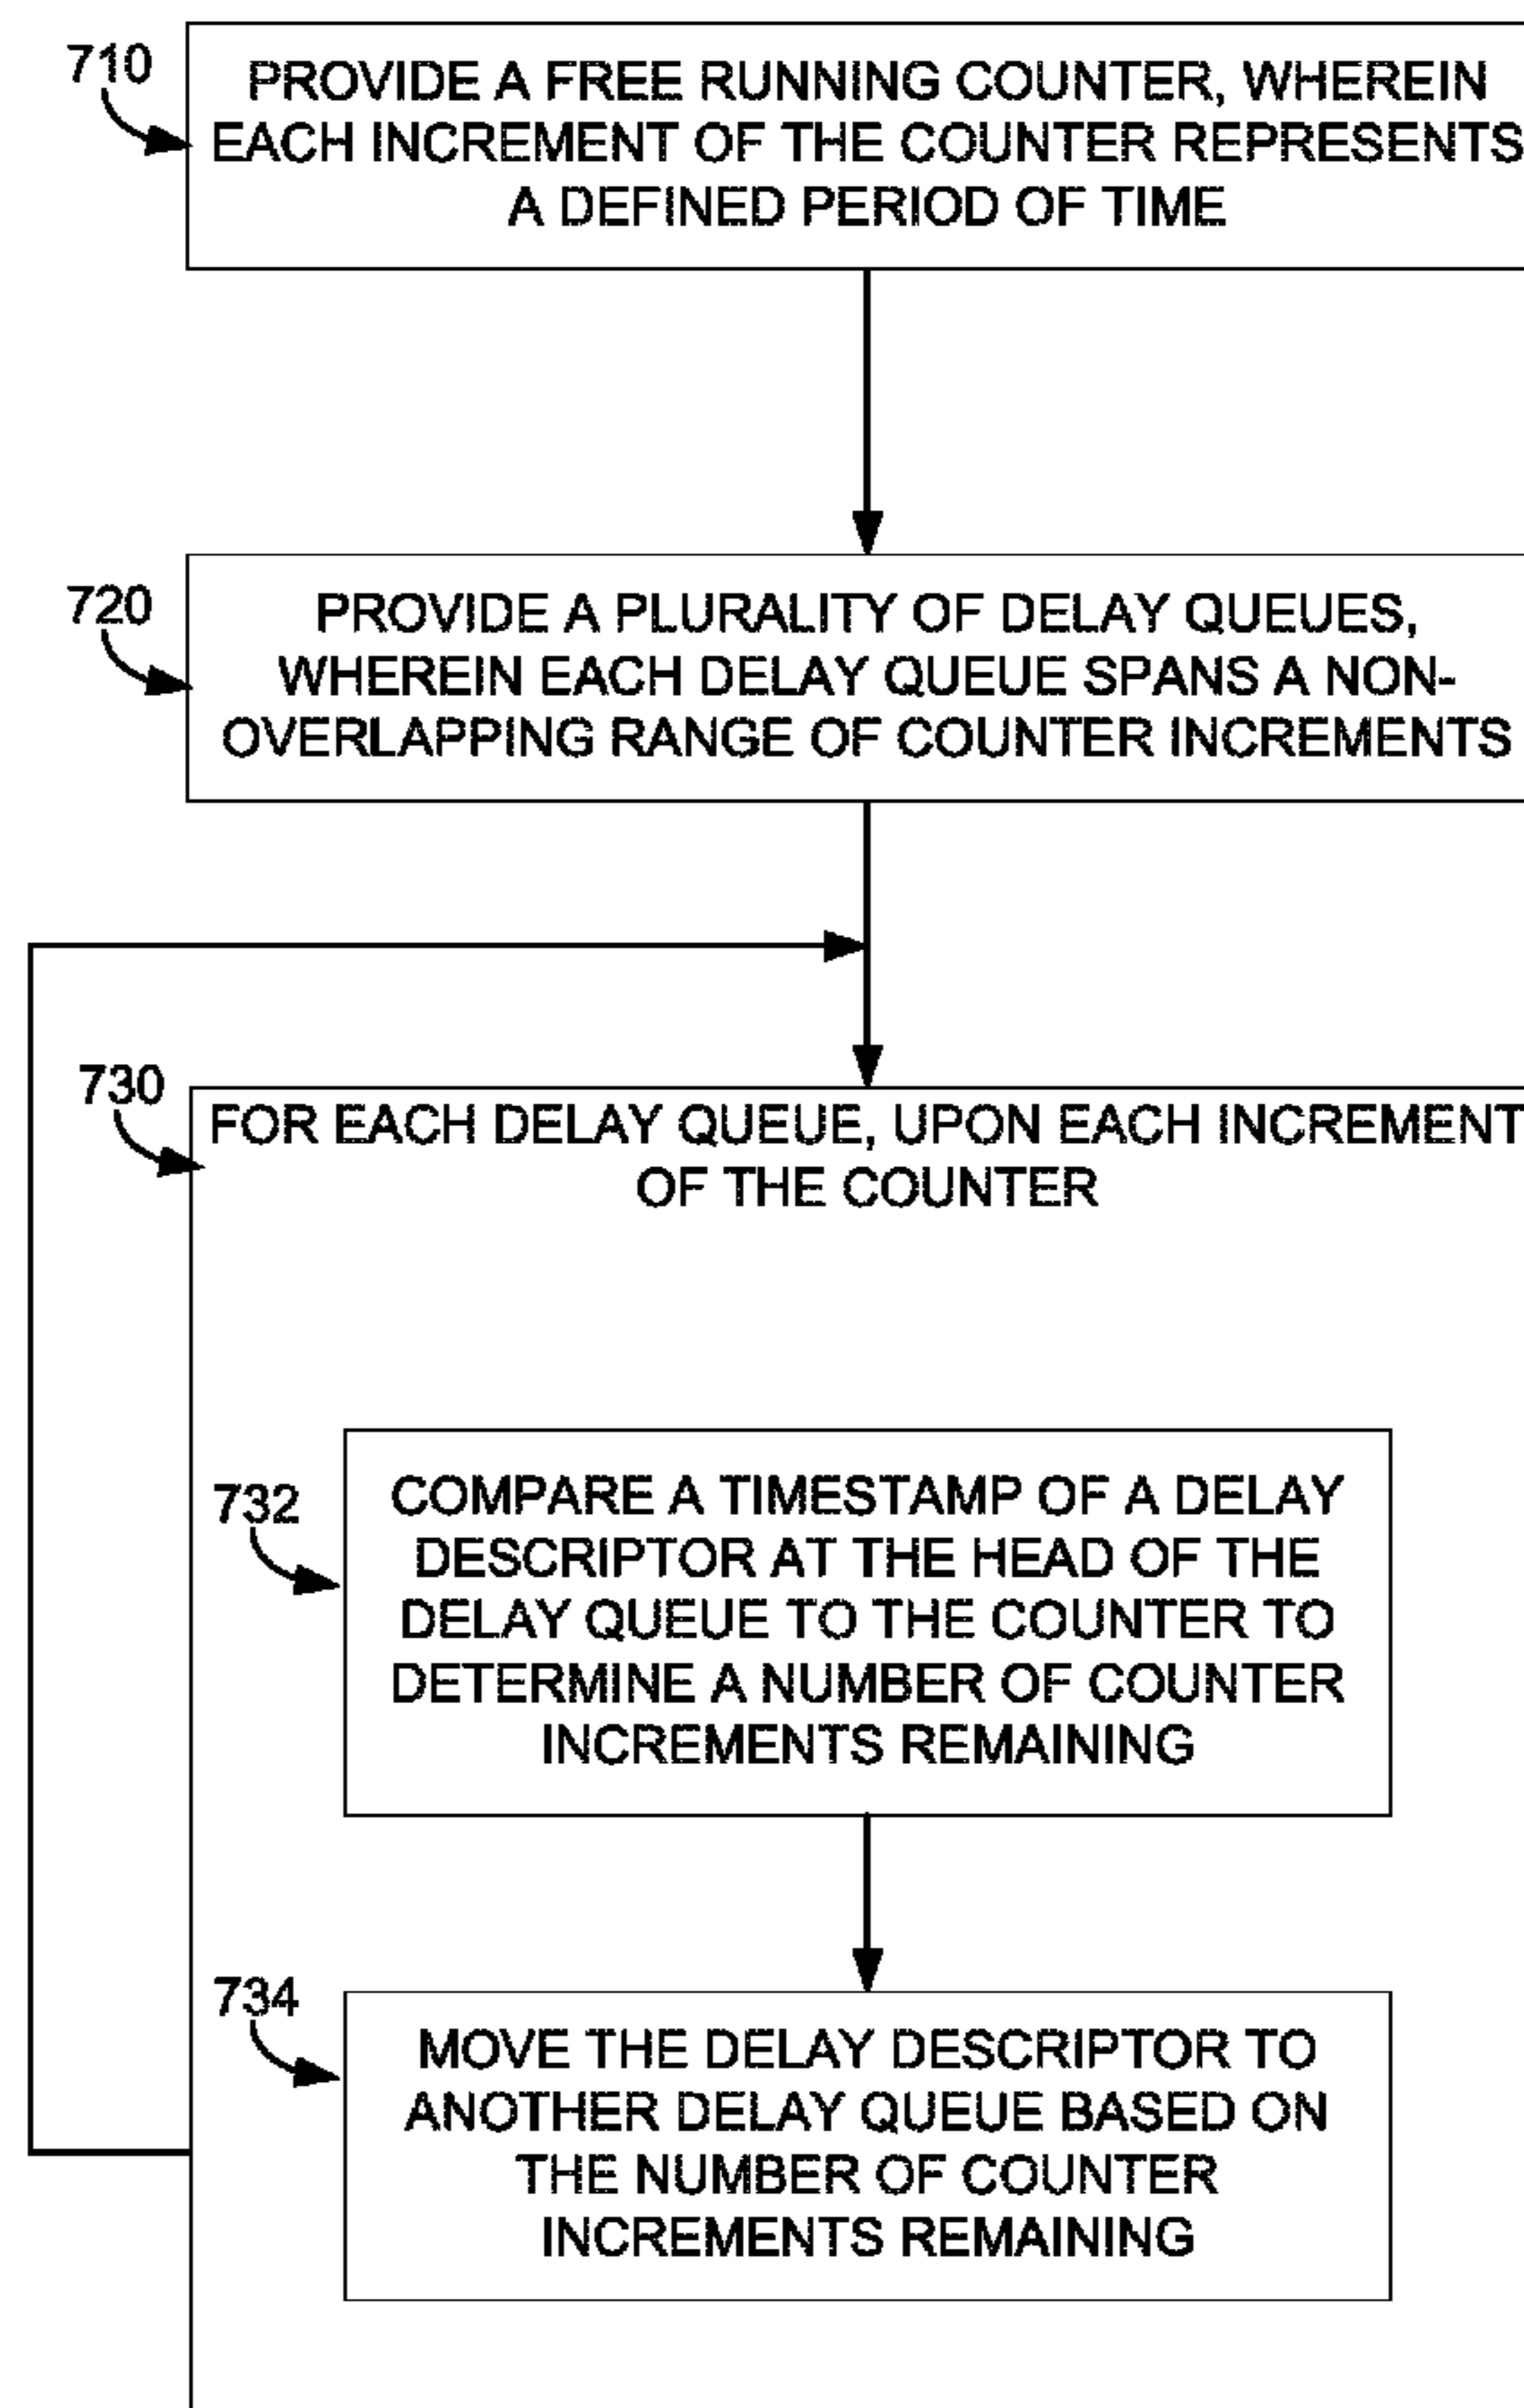 710
PROVIDE A FREE RUNNING COUNTER, WHEREIN
EACH INCREMENT OF THE COUNTER REPRESENTS
A DEFINED PERIOD OF TIME
720
PROVIDE A PLURALITY OF DELAY QUEUES,
WHEREIN EACH DELAY QUEUE SPANS A NON-
OVERLAPPING RANGE OF COUNTER INCREMENTS
730
FOR EACH DELAY QUEUE, UPON EACH INCREMENT
OF THE COUNTER
732
COMPARE A TIMESTAMP OF A DELAY
DESCRIPTOR AT THE HEAD OF THE
DELAY QUEUE TO THE COUNTER TO
DETERMINE A NUMBER OF COUNTER
INCREMENTS REMAINING
734
MOVE THE DELAY DESCRIPTOR TO
ANOTHER DELAY QUEUE BASED ON
THE NUMBER OF COUNTER
INCREMENTS REMAINING